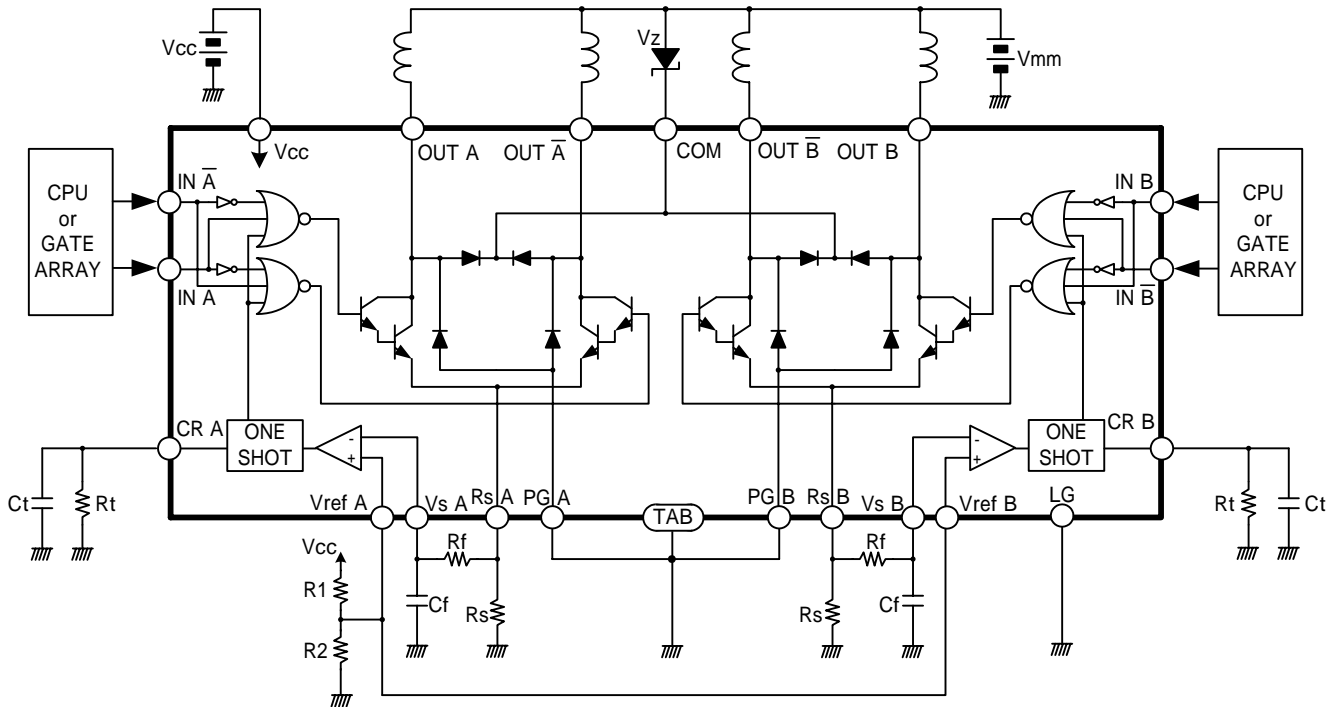 Vcc
Vz
Vmm
Vcc
OUT A
OUT A̅
COM
OUT B̅
OUT B
CPU
or
GATE
ARRAY
IN A̅
IN A
IN B
IN B̅
CPU
or
GATE
ARRAY
CR A
ONE
SHOT
-
+
-
+
ONE
SHOT
CR B
Ct
Rt
Vref A
Vs A
Rs A
PG A
TAB
PG B
Rs B
Vs B
Vref B
LG
Rt
Ct
Vcc
R1
R2
Rf
Cf
Rs
Rs
Rf
Cf